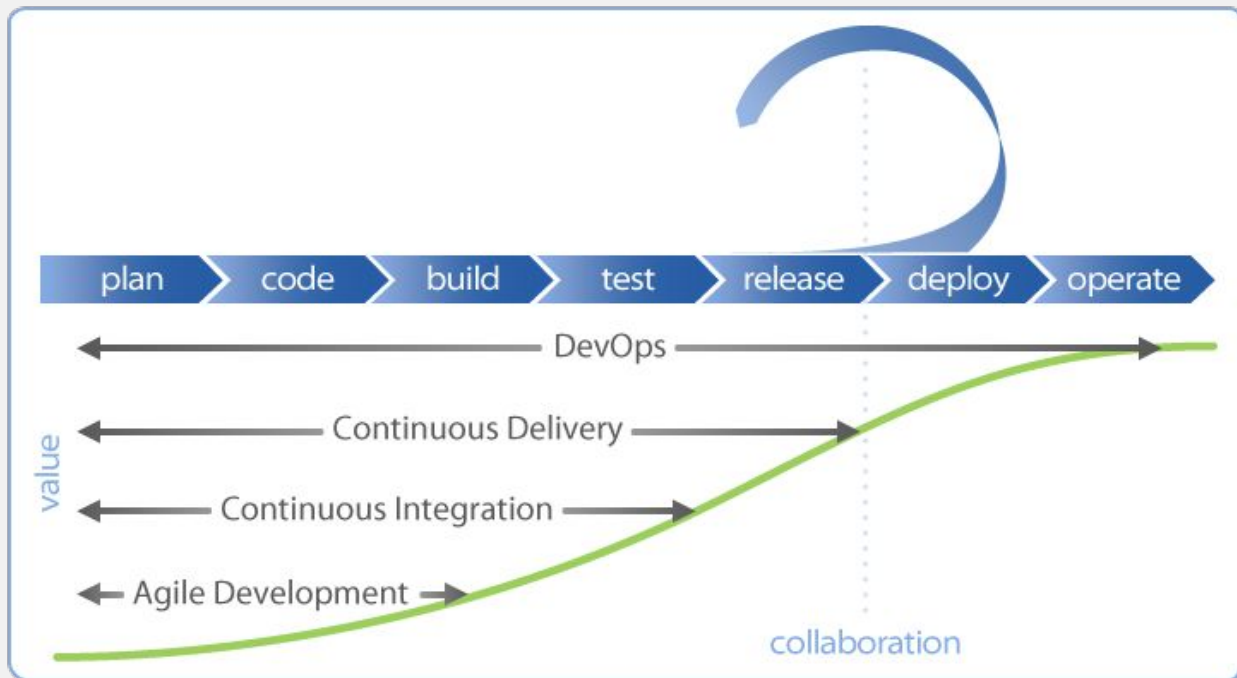 plan code build test release deploy operate
DevOps
Continuous Delivery
value
Continuous Integration
Agile Development
collaboration